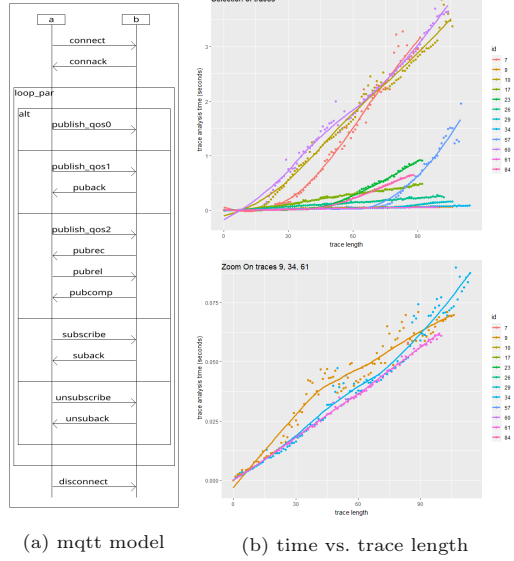 a
b
connect
connack
loop_par
alt
publish_qos0
publish_qos1
puback
publish_qos2
pubrec
pubrel
pubcomp
subscribe
suback
unsubscribe
unsuback
disconnect
(a) mqtt model
Selection of traces
trace analysis time (seconds)
3
2
1
0
0
30
60
90
trace length
id
7
9
10
17
23
26
29
34
57
60
61
84
Zoom On traces 9, 34, 61
trace analysis time (seconds)
0.075
0.050
0.025
0.000
0
30
60
90
trace length
id
7
9
10
17
23
26
29
34
57
60
61
84
(b) time vs. trace length